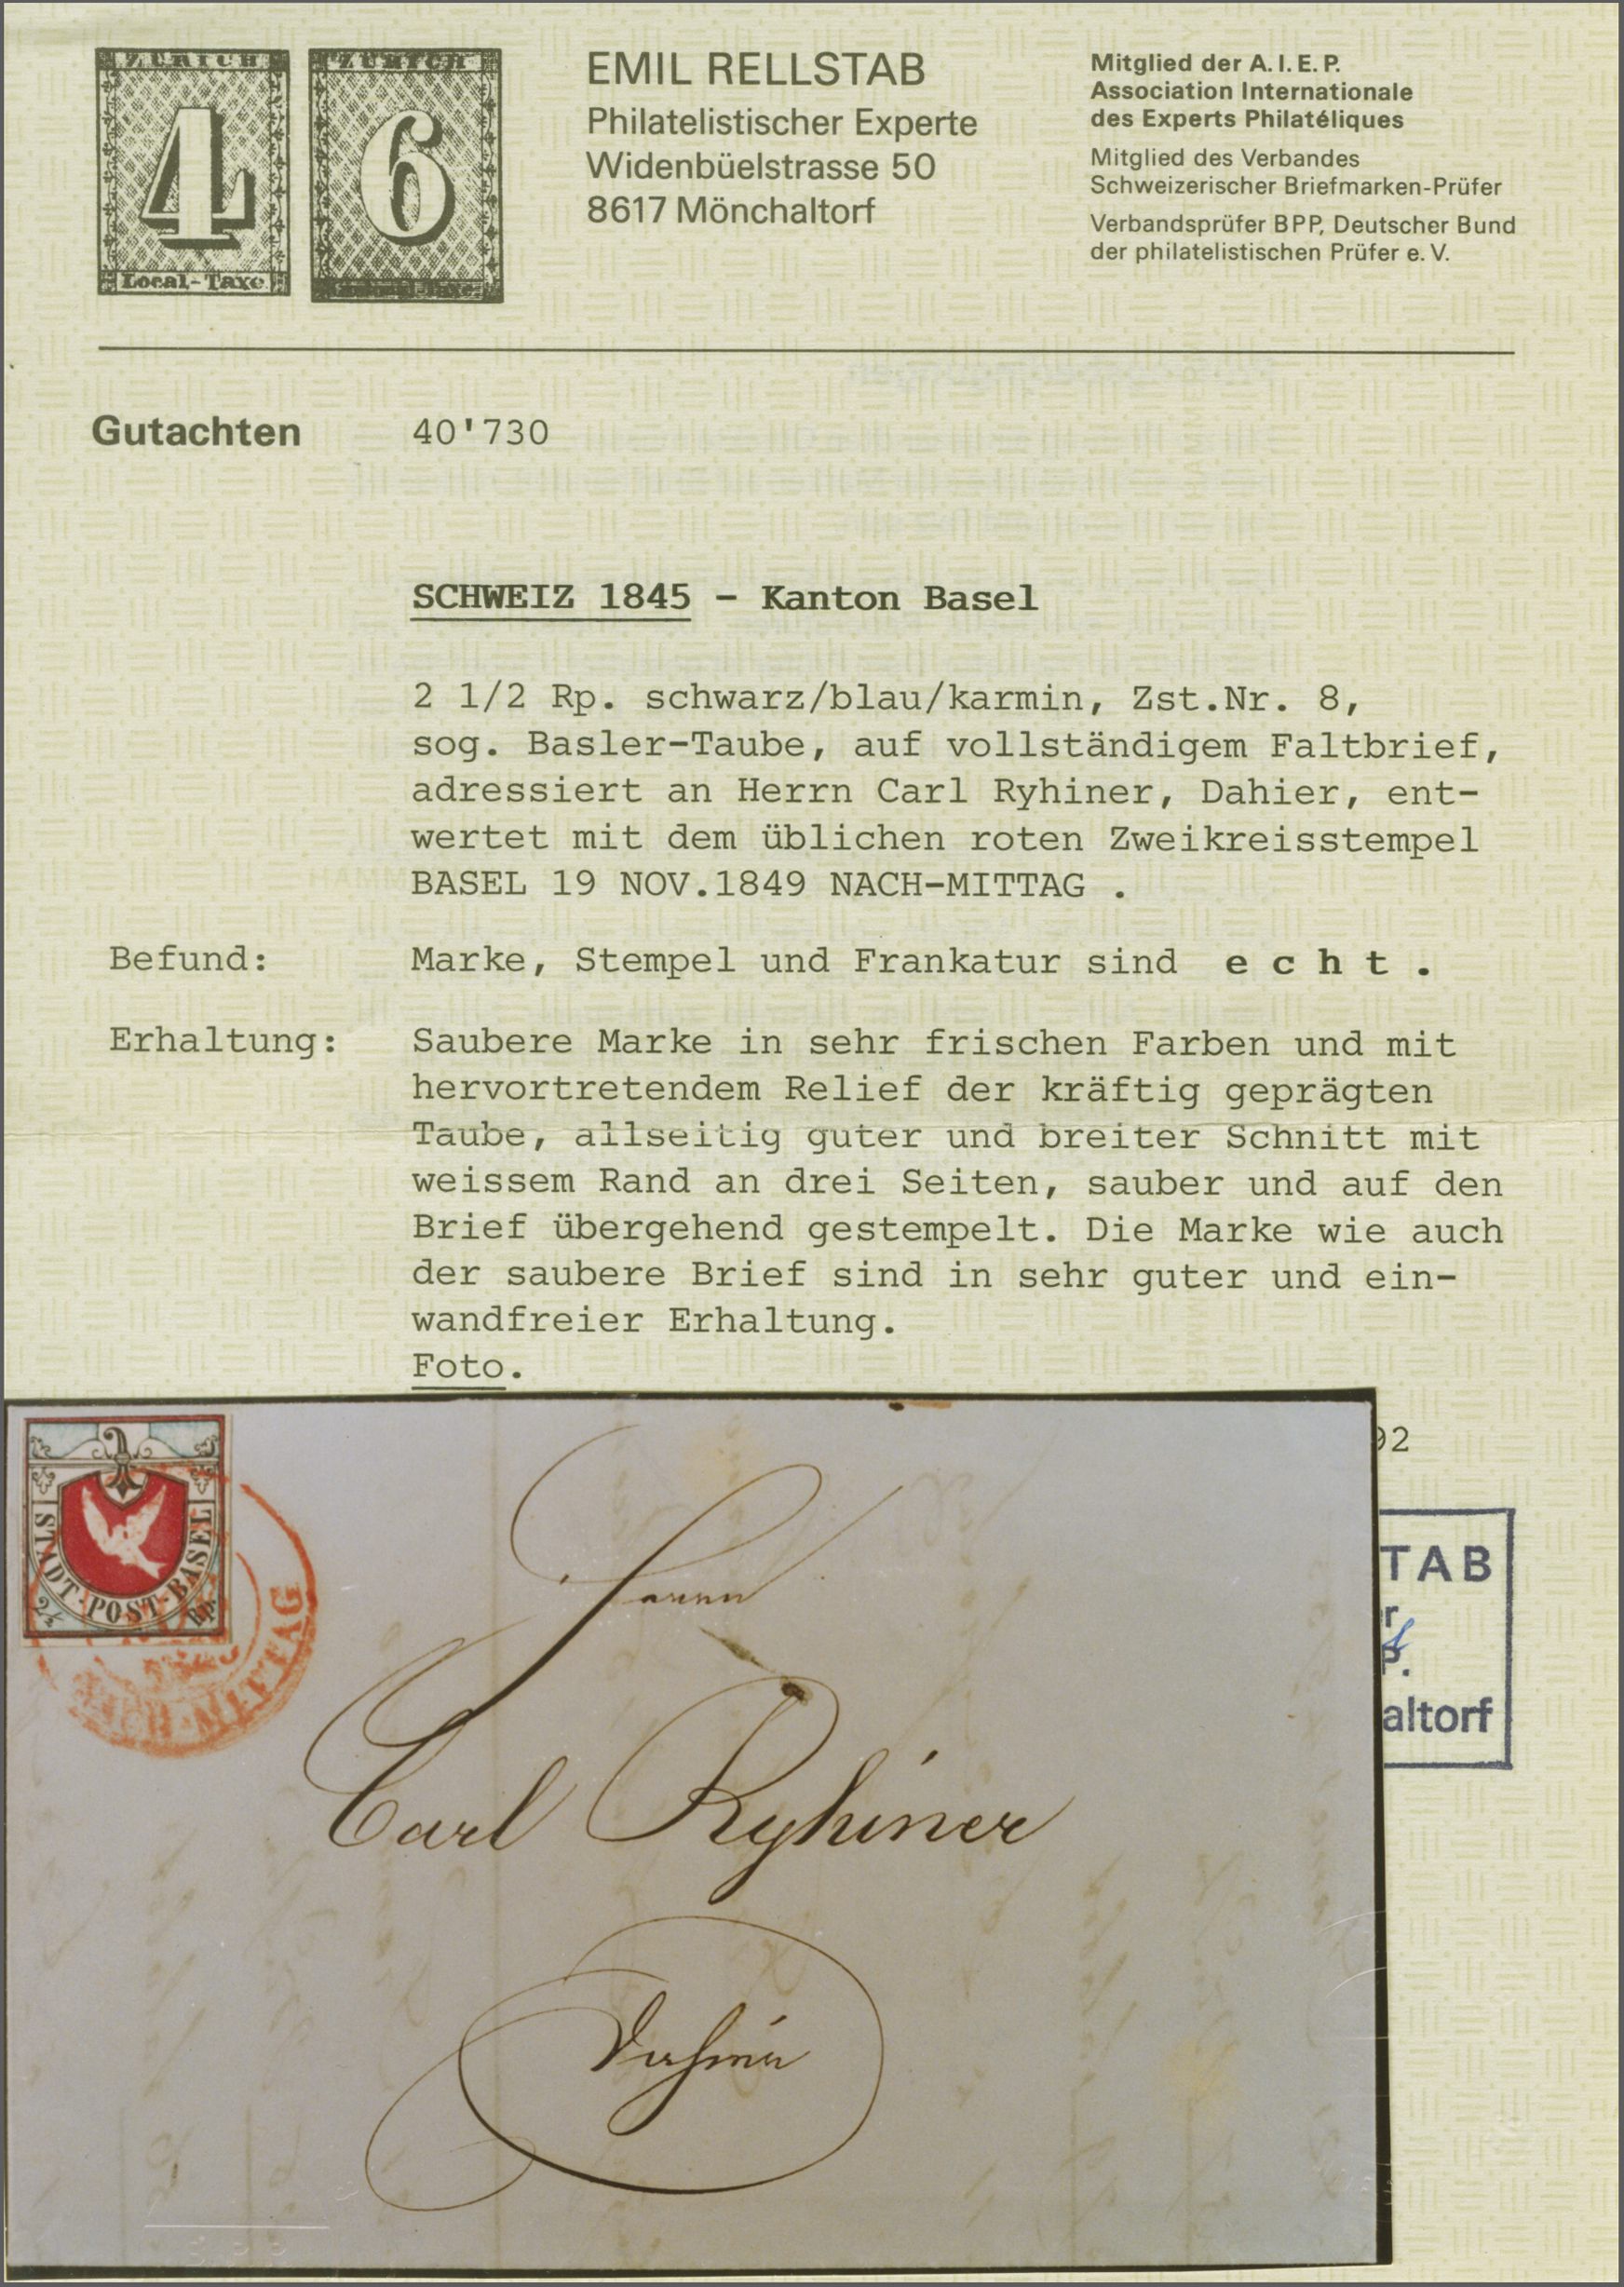 ZÜRICH
4
Local-Taxe
ZÜRICH
6
EMIL RELLSTAB
Philatelistischer Experte
Widenbüelstrasse 50
8617 Mönchaltorf
Mitglied der A.I.E.P.
Association Internationale
des Experts Philatéliques
Mitglied des Verbandes
Schweizerischer Briefmarken-Prüfer
Verbandsprüfer BPP, Deutscher Bund
der philatelistischen Prüfer e.V.
Gutachten 40'730
SCHWEIZ 1845 - Kanton Basel
2 1/2 Rp. schwarz/blau/karmin, Zst.Nr. 8,
sog. Basler-Taube, auf vollständigem Faltbrief,
adressiert an Herrn Carl Ryhiner, Dahier, ent-
wertet mit dem üblichen roten Zweikreisstempel
BASEL 19 NOV.1849 NACH-MITTAG .
Befund: Marke, Stempel und Frankatur sind e c h t .
Erhaltung: Saubere Marke in sehr frischen Farben und mit
hervortretendem Relief der kräftig geprägten
Taube, allseitig guter und breiter Schnitt mit
weissem Rand an drei Seiten, sauber und auf den
Brief übergehend gestempelt. Die Marke wie auch
der saubere Brief sind in sehr guter und ein-
wandfreier Erhaltung.
Foto.
92
TAB
r
P.
altorf
STADT-POST-BASEL
2½ Rp.
NACH-MITTAG
Herrn
Carl Ryhiner
Dahier